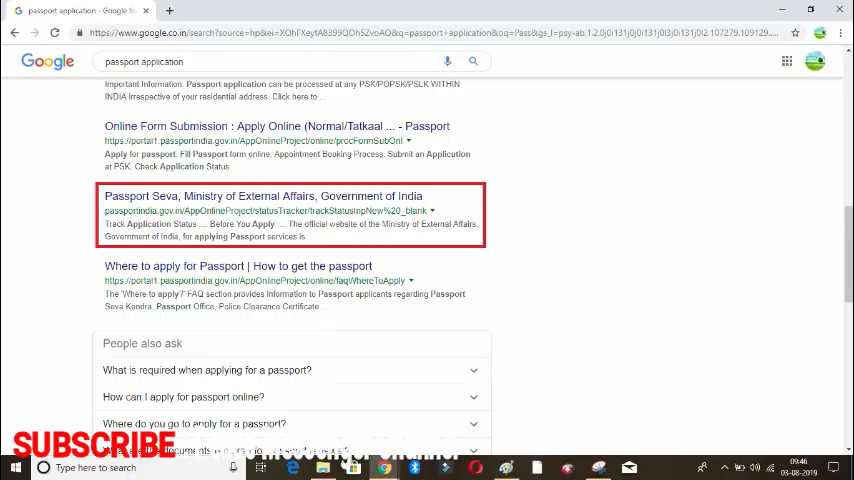 passport application - Google Se
https://www.google.co.in/search?source=hp&ei=XQhFXeytA8399QOh5ZvoAQ&q=passport+application&oq=Pass&gs_l=psy-ab.1.2.0j0i131j0j0i131l3j0i131j0l2.107279.109129...
Google
passport application
Important Information. Passport application can be processed at any PSK/POPSK/PSLK WITHIN
INDIA irrespective of your residential address. Click here to ...
Online Form Submission : Apply Online (Normal/Tatkaal ... - Passport
https://portal1.passportindia.gov.in/AppOnlineProject/online/procFormSubOnl
Apply for passport. Fill Passport form online. Appointment Booking Process. Submit an Application
at PSK. Check Application Status.
Passport Seva, Ministry of External Affairs, Government of India
passportindia.gov.in/AppOnlineProject/statusTracker/trackStatusInpNew%20_blank
Track Application Status .... Before You Apply .... The official website of the Ministry of External Affairs,
Government of India, for applying Passport services is...
Where to apply for Passport | How to get the passport
https://portal1.passportindia.gov.in/AppOnlineProject/online/faqWhereToApply
The 'Where to apply?' FAQ section provides information to Passport applicants regarding Passport
Seva Kendra, Passport Office, Police Clearance Certificate...
People also ask
What is required when applying for a passport?
How can I apply for passport online?
Where do you go to apply for a passport?
SUBSCRIBE
Type here to search
09:46
03-08-2019